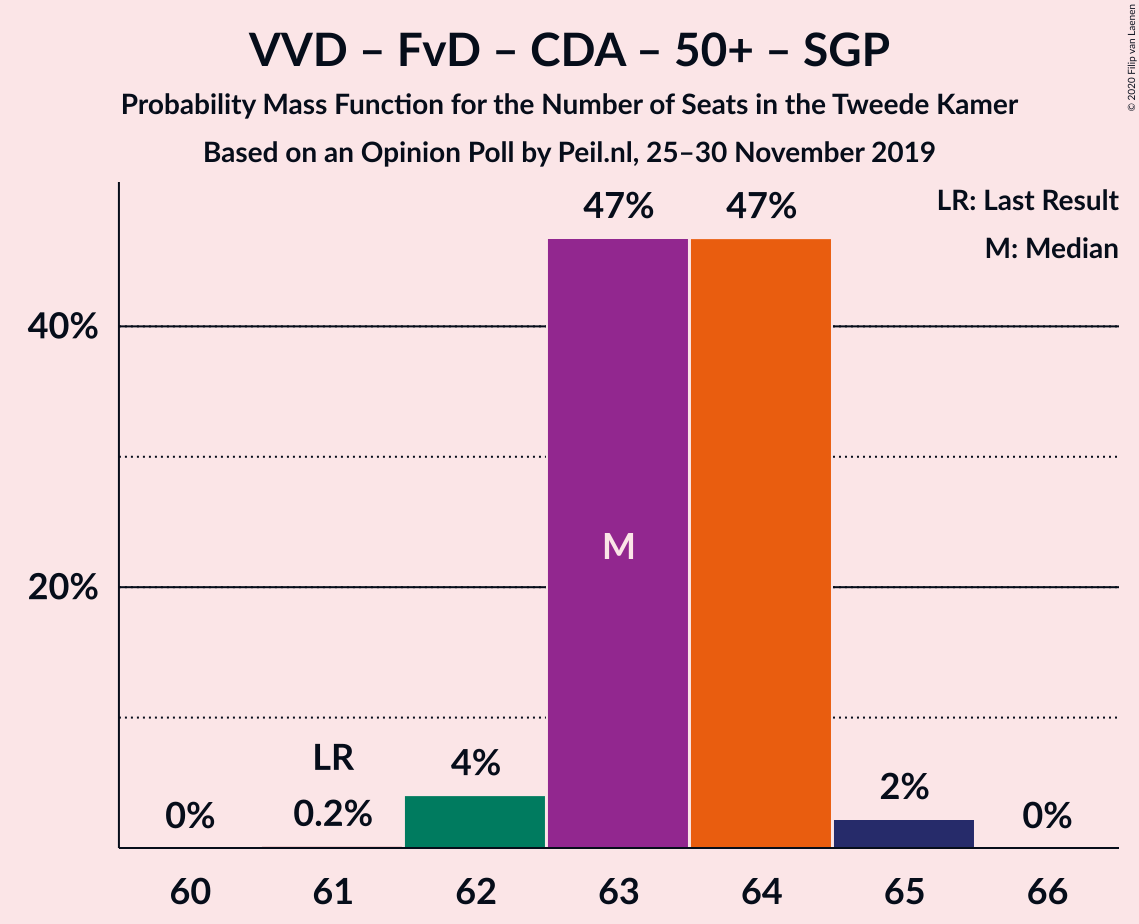 VVD – FvD – CDA – 50+ – SGP
Probability Mass Function for the Number of Seats in the Tweede Kamer
Based on an Opinion Poll by Peil.nl, 25–30 November 2019
© 2020 Filip van Laenen
LR: Last Result
M: Median
47% 47%
40%
M
20%
LR
4%
2%
0% 0.2% 0%
60 61 62 63 64 65 66